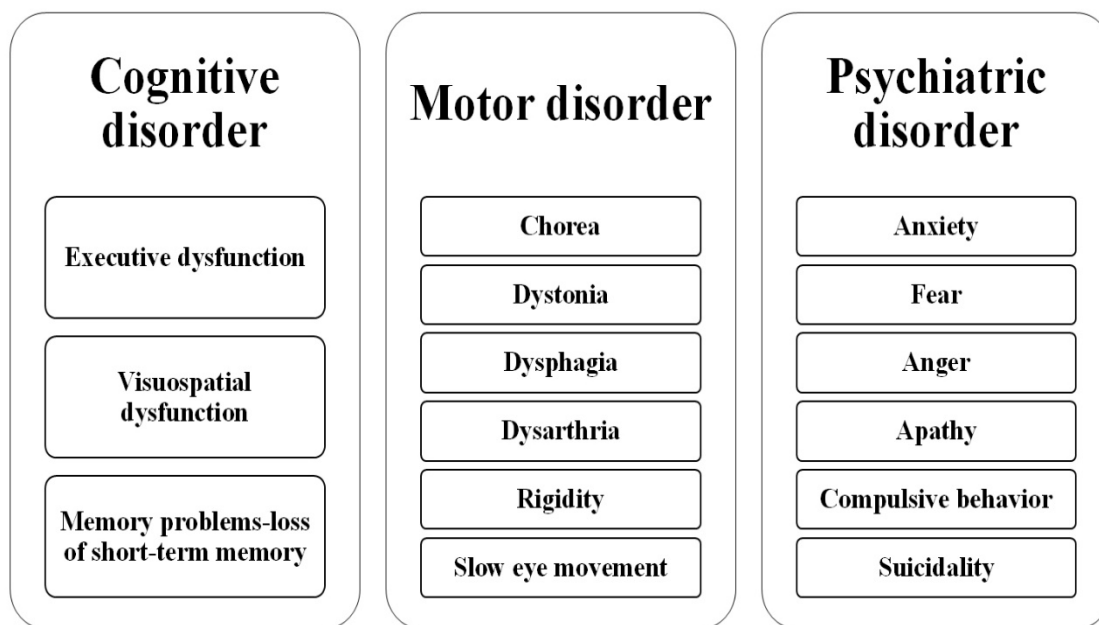 Cognitive
disorder
Executive dysfunction
Visuospatial
dysfunction
Memory problems-loss
of short-term memory
Motor disorder
Chorea
Dystonia
Dysphagia
Dysarthria
Rigidity
Slow eye movement
Psychiatric
disorder
Anxiety
Fear
Anger
Apathy
Compulsive behavior
Suicidality